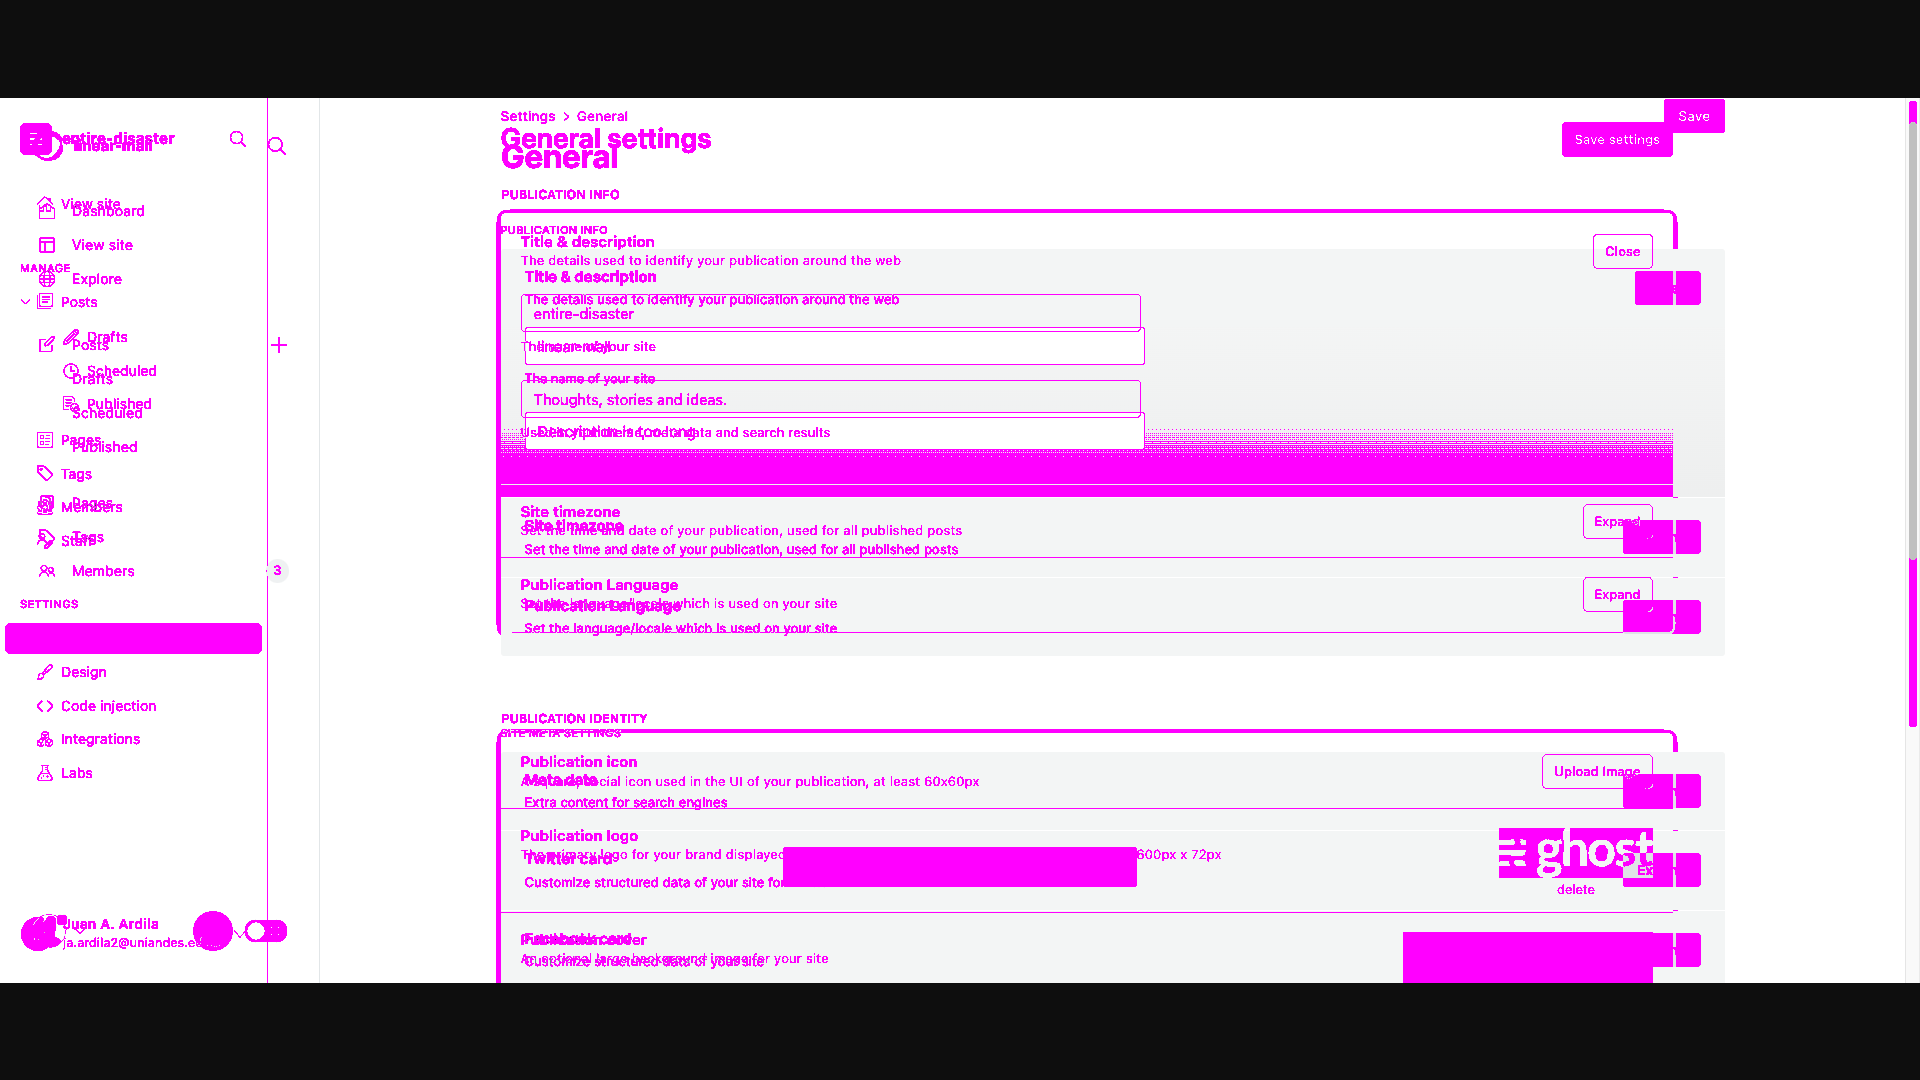 entire-disaster
linear-mall
View site
Dashboard
View site
MANAGE
Explore
Posts
Drafts
Posts
Scheduled
Drafts
Published
Scheduled
Pages
Published
Tags
Pages
Members
Tags
Staff
Members
3
SETTINGS
Design
Code injection
Integrations
Labs
Juan A. Ardila
ja.ardila2@uniandes.e
Settings > General
Save
General settings
Save settings
General
PUBLICATION INFO
PUBLICATION INFO
Title & description
Close
The details used to identify your publication around the web
Title & description
The details used to identify your publication around the web
entire-disaster
linear-mall
The name of your site
The name of your site
Thoughts, stories and ideas.
Description is too long
Used in your theme, meta data and search results
Site timezone
Expand
Site timezone
Set the time and date of your publication, used for all published posts
Set the time and date of your publication, used for all published posts
Publication Language
Expand
Set the language/locale which is used on your site
Publication Language
Set the language/locale which is used on your site
PUBLICATION IDENTITY
SITE META SETTINGS
Publication icon
Upload Image
Meta data
A square, social icon used in the UI of your publication, at least 60x60px
Extra content for search engines
Publication logo
ghost
The primary logo for your brand displayed
600px x 72px
Twitter card
Customize structured data of your site for
delete
Facebook card
Publication cover
An optional large background image for your site
Customize structured data of your site